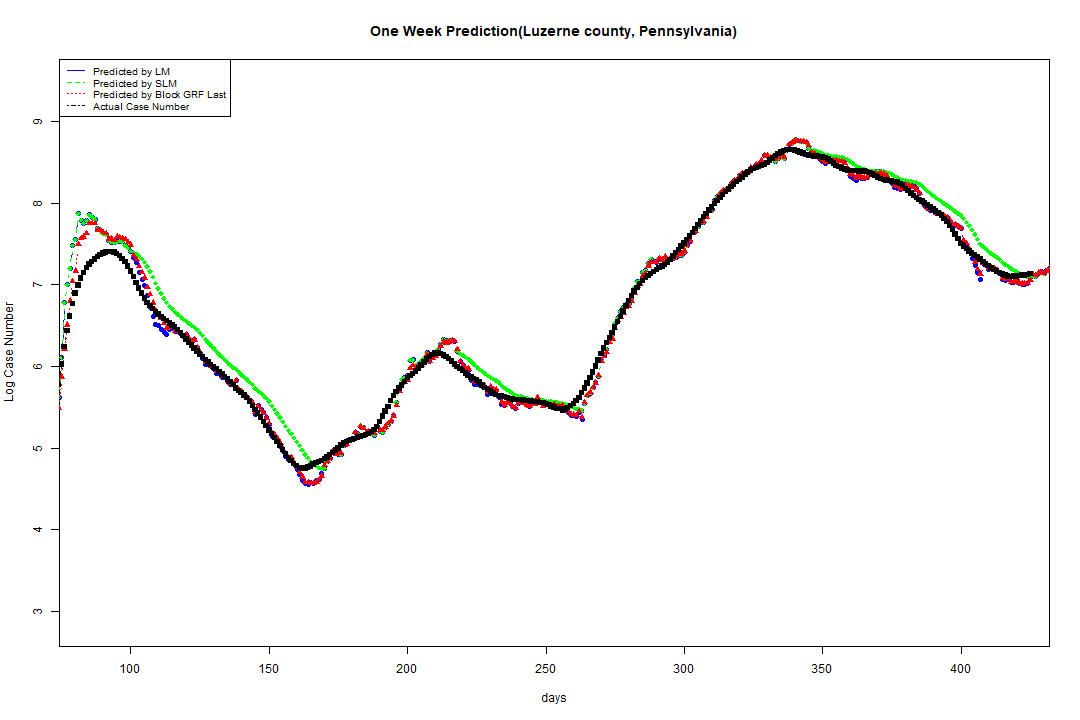 One Week Prediction(Luzerne county, Pennsylvania)
Predicted by LM
Predicted by SLM
Predicted by Block GRF Last
Actual Case Number
Log Case Number
9
8
7
6
5
4
3
100 150 200 250 300 350 400
days